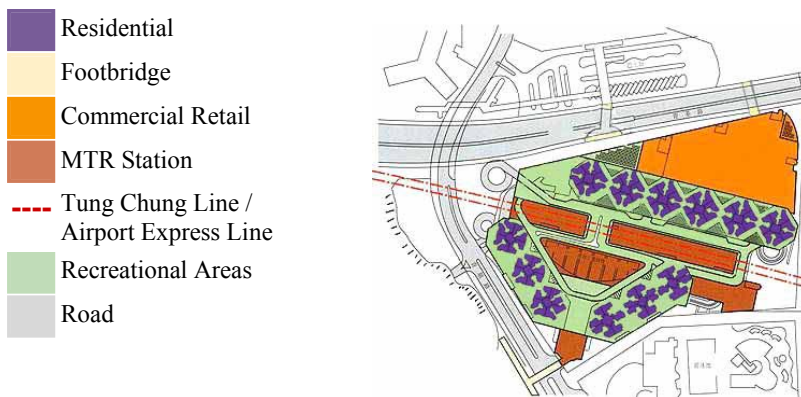 Residential
Footbridge
Commercial Retail
MTR Station
Tung Chung Line /
Airport Express Line
Recreational Areas
Road